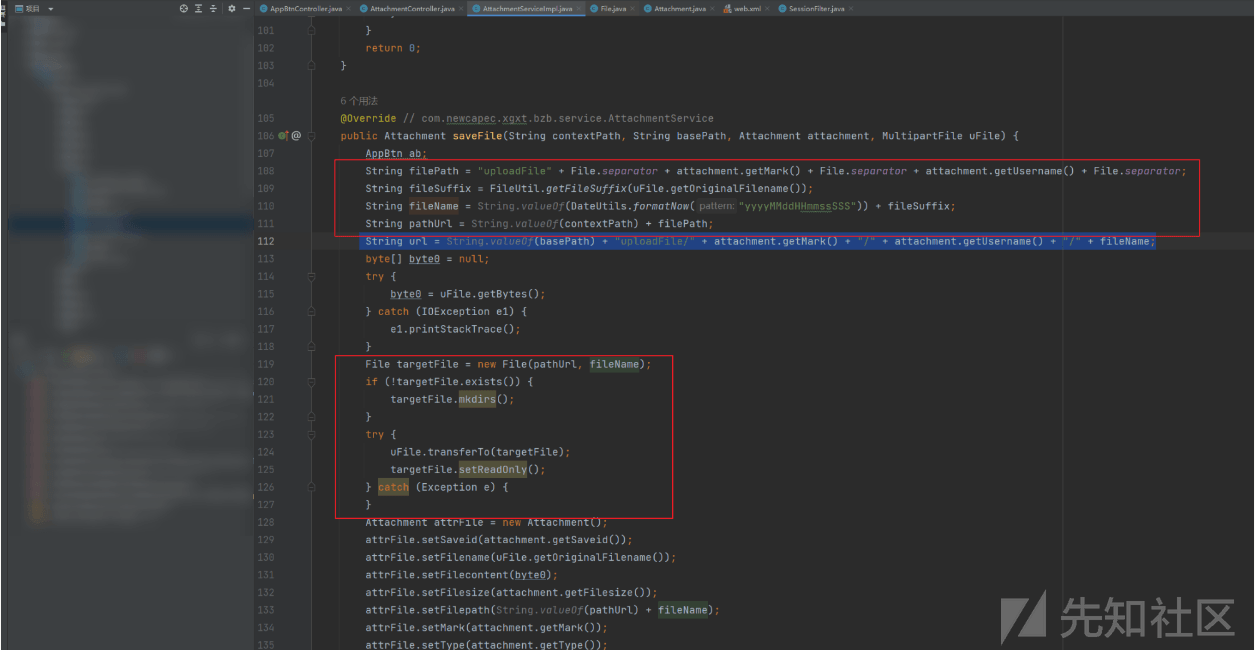 项目
AppBtnController.java
AttachmentController.java
AttachmentServiceImpl.java
File.java
Attachment.java
web.xml
SessionFilter.java
101 }
102 return 0;
103 }
104
6 个用法
105 @Override // com.newcapec.xgxt.bzb.service.AttachmentService
106 @ public Attachment saveFile(String contextPath, String basePath, Attachment attachment, MultipartFile uFile) {
107 AppBtn ab;
108 String filePath = "uploadFile" + File.separator + attachment.getMark() + File.separator + attachment.getUsername() + File.separator;
109 String fileSuffix = FileUtil.getFileSuffix(uFile.getOriginalFilename());
110 String fileName = String.valueOf(DateUtils.formatNow( pattern: "yyyyMMddHHmmssSSS")) + fileSuffix;
111 String pathUrl = String.valueOf(contextPath) + filePath;
112 String url = String.valueOf(basePath) + "uploadFile/" + attachment.getMark() + "/" + attachment.getUsername() + "/" + fileName;
113 byte[] byte0 = null;
114 try {
115 byte0 = uFile.getBytes();
116 } catch (IOException e1) {
117 e1.printStackTrace();
118 }
119 File targetFile = new File(pathUrl, fileName);
120 if (!targetFile.exists()) {
121 targetFile.mkdirs();
122 }
123 try {
124 uFile.transferTo(targetFile);
125 targetFile.setReadOnly();
126 } catch (Exception e) {
127 }
128 Attachment attrFile = new Attachment();
129 attrFile.setSaveid(attachment.getSaveid());
130 attrFile.setFilename(uFile.getOriginalFilename());
131 attrFile.setFilecontent(byte0);
132 attrFile.setFilesize(attachment.getFilesize());
133 attrFile.setFilepath(String.valueOf(pathUrl) + fileName);
134 attrFile.setMark(attachment.getMark());
135 attrFile.setType(attachment.getType());
先知社区